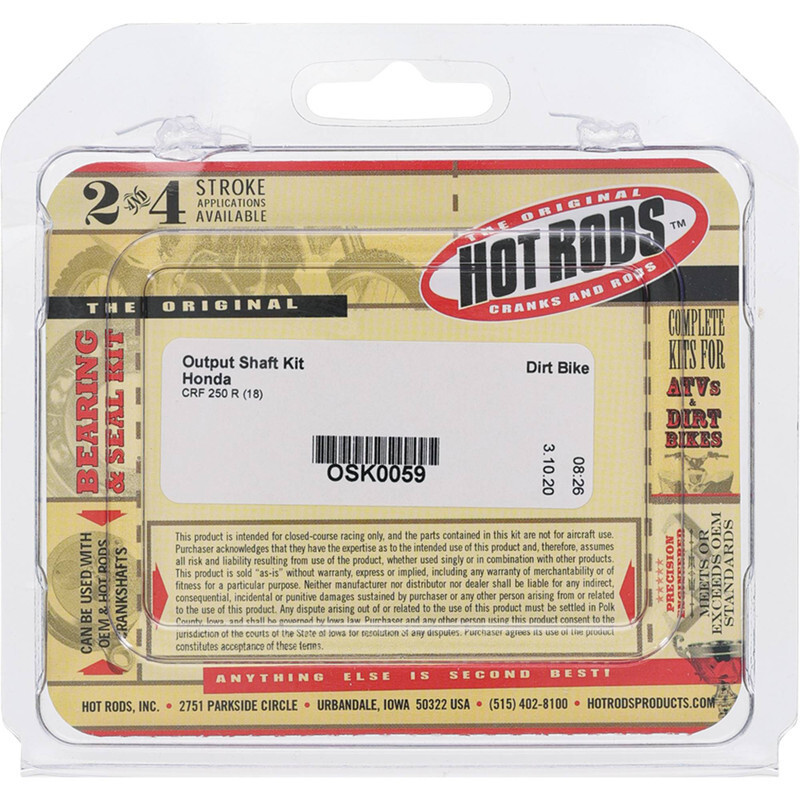 2 AND 4 STROKE
APPLICATIONS
AVAILABLE
THE ORIGINAL
HOT RODS™
CRANKS AND RODS
THE ORIGINAL
BEARING
& SEAL KIT
CAN BE USED WITH
OEM & HOT RODS
CRANKSHAFTS
COMPLETE
KITS FOR
ATVs
&
DIRT
BIKES
PRECISION
ENGINEERED
MEETS OR
EXCEEDS OEM
STANDARDS
Output Shaft Kit
Honda
CRF 250 R (18)
Dirt Bike
OSK0059
3.10.20
08:26
This product is intended for closed-course racing only, and the parts contained in this kit are not for aircraft use.
Purchaser acknowledges that they have the expertise as to the intended use of this product and, therefore, assumes
all risk and liability resulting from use of the product, whether used singly or in combination with other products.
This product is sold "as-is" without warranty, express or implied, including any warranty of merchantability or of
fitness for a particular purpose. Neither manufacturer nor distributor nor dealer shall be liable for any indirect,
consequential, incidental or punitive damages sustained by purchaser or any other person arising from or related
to the use of this product. Any dispute arising out of or related to the use of this product must be settled in Polk
County, Iowa, and shall be governed by Iowa law. Purchaser and any other person using this product consent to the
jurisdiction of the courts of the State of Iowa for resolution of any disputes. Purchaser agrees its use of the product
constitutes acceptance of these terms.
ANYTHING ELSE IS SECOND BEST!
HOT RODS, INC. • 2751 PARKSIDE CIRCLE • URBANDALE, IOWA 50322 USA • (515) 402-8100 • HOTRODSPRODUCTS.COM